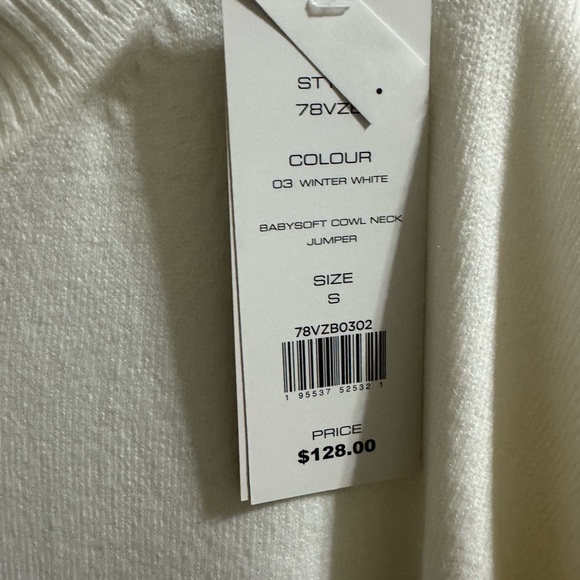 78VZB
COLOUR
03 WINTER WHITE
BABYSOFT COWL NECK
JUMPER
SIZE
S
78VZB0302
1 95537 52532 1
PRICE
$128.00